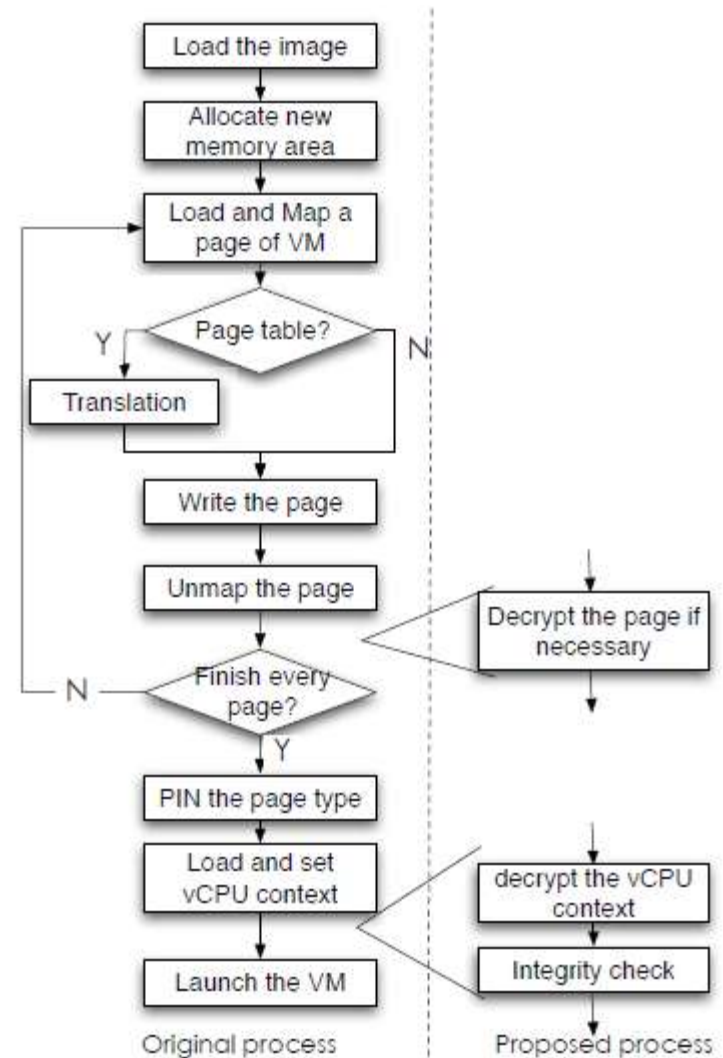 Load the image
Allocate new
memory area
Load and Map a
page of VM
Page table?
Y
N
Translation
Write the page
Unmap the page
Finish every
page?
N
Y
PIN the page type
Load and set
vCPU context
Launch the VM
Original process
Decrypt the page if
necessary
decrypt the vCPU
context
Integrity check
Proposed process